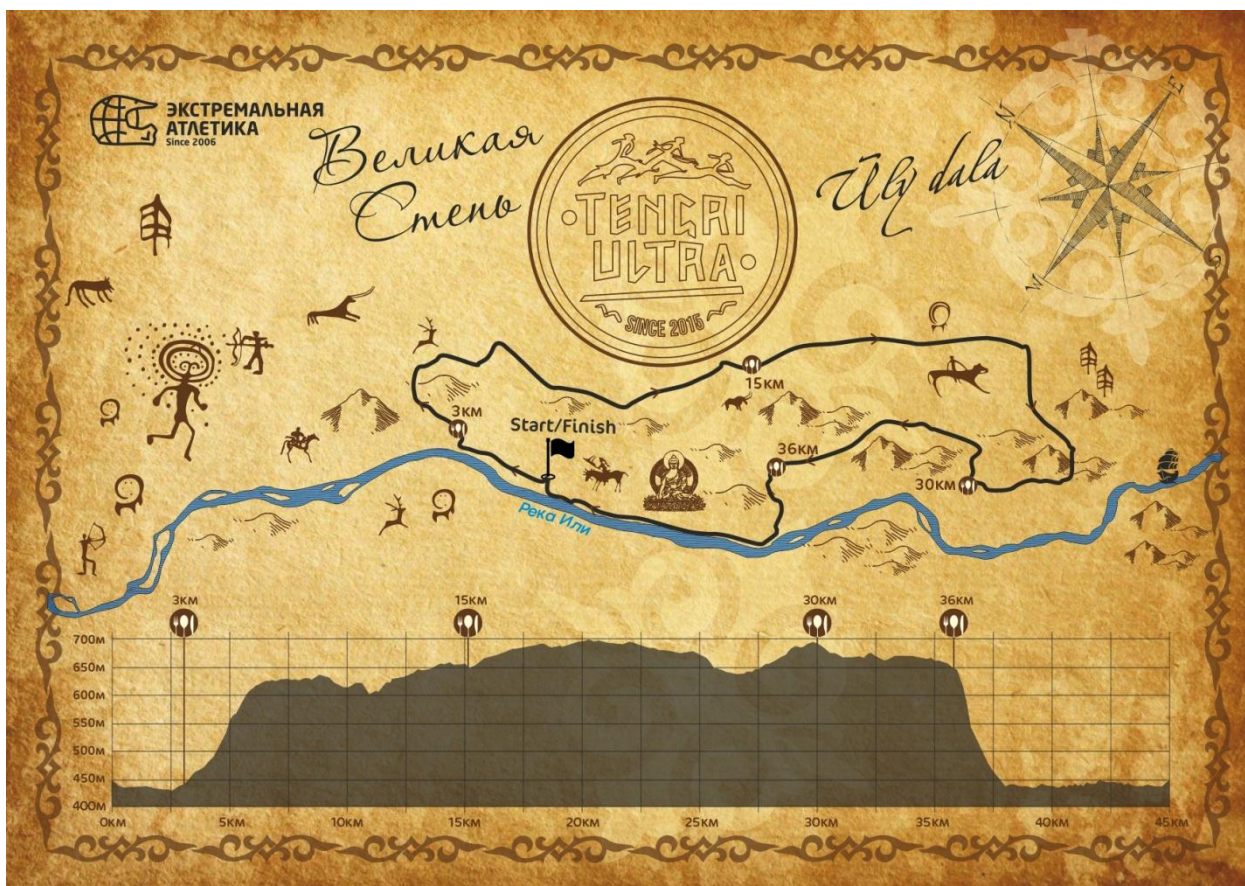 ЭКСТРЕМАЛЬНАЯ
АТЛЕТИКА
Since 2006
Великая
Степь
TENGRI
ULTRA
SINCE 2015
Ūly dala
N
E
W
15км
3км
Start/Finish
36км
30км
Река Или
3км
15км
30км
36км
700м
650м
600м
550м
500м
450м
400м
0км
5км
10км
15км
20км
25км
30км
35км
40км
45км